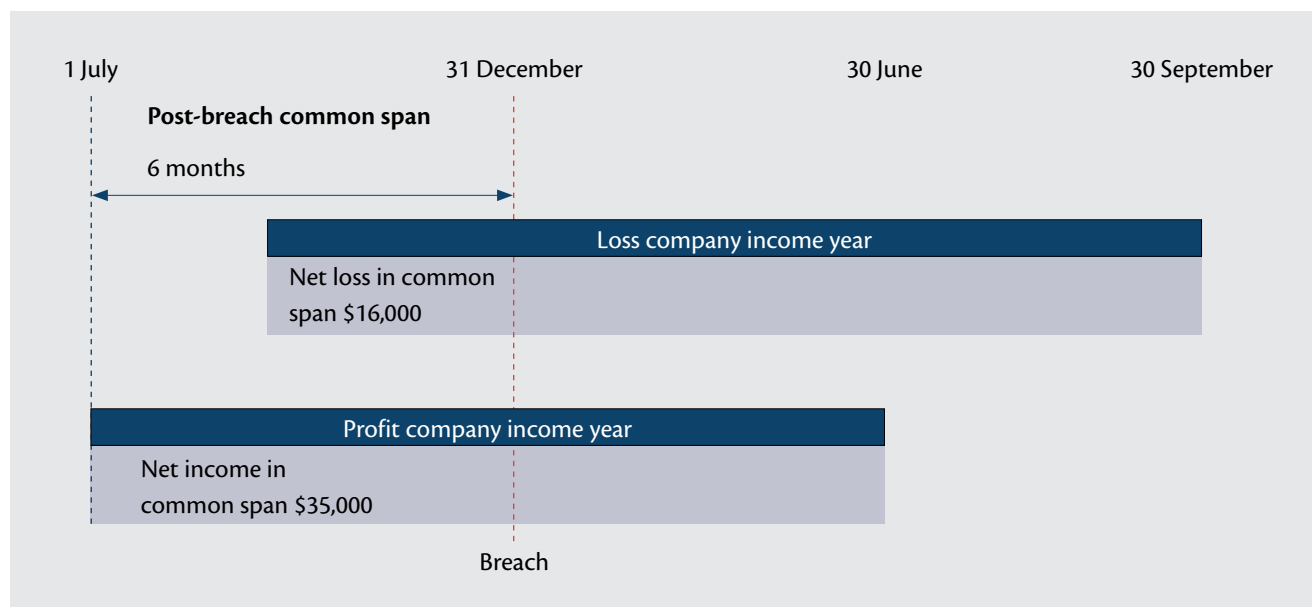 1 July 31 December 30 June 30 September
Post-breach common span
6 months
Loss company income year
Net loss in common
span $16,000
Profit company income year
Net income in
common span $35,000
Breach